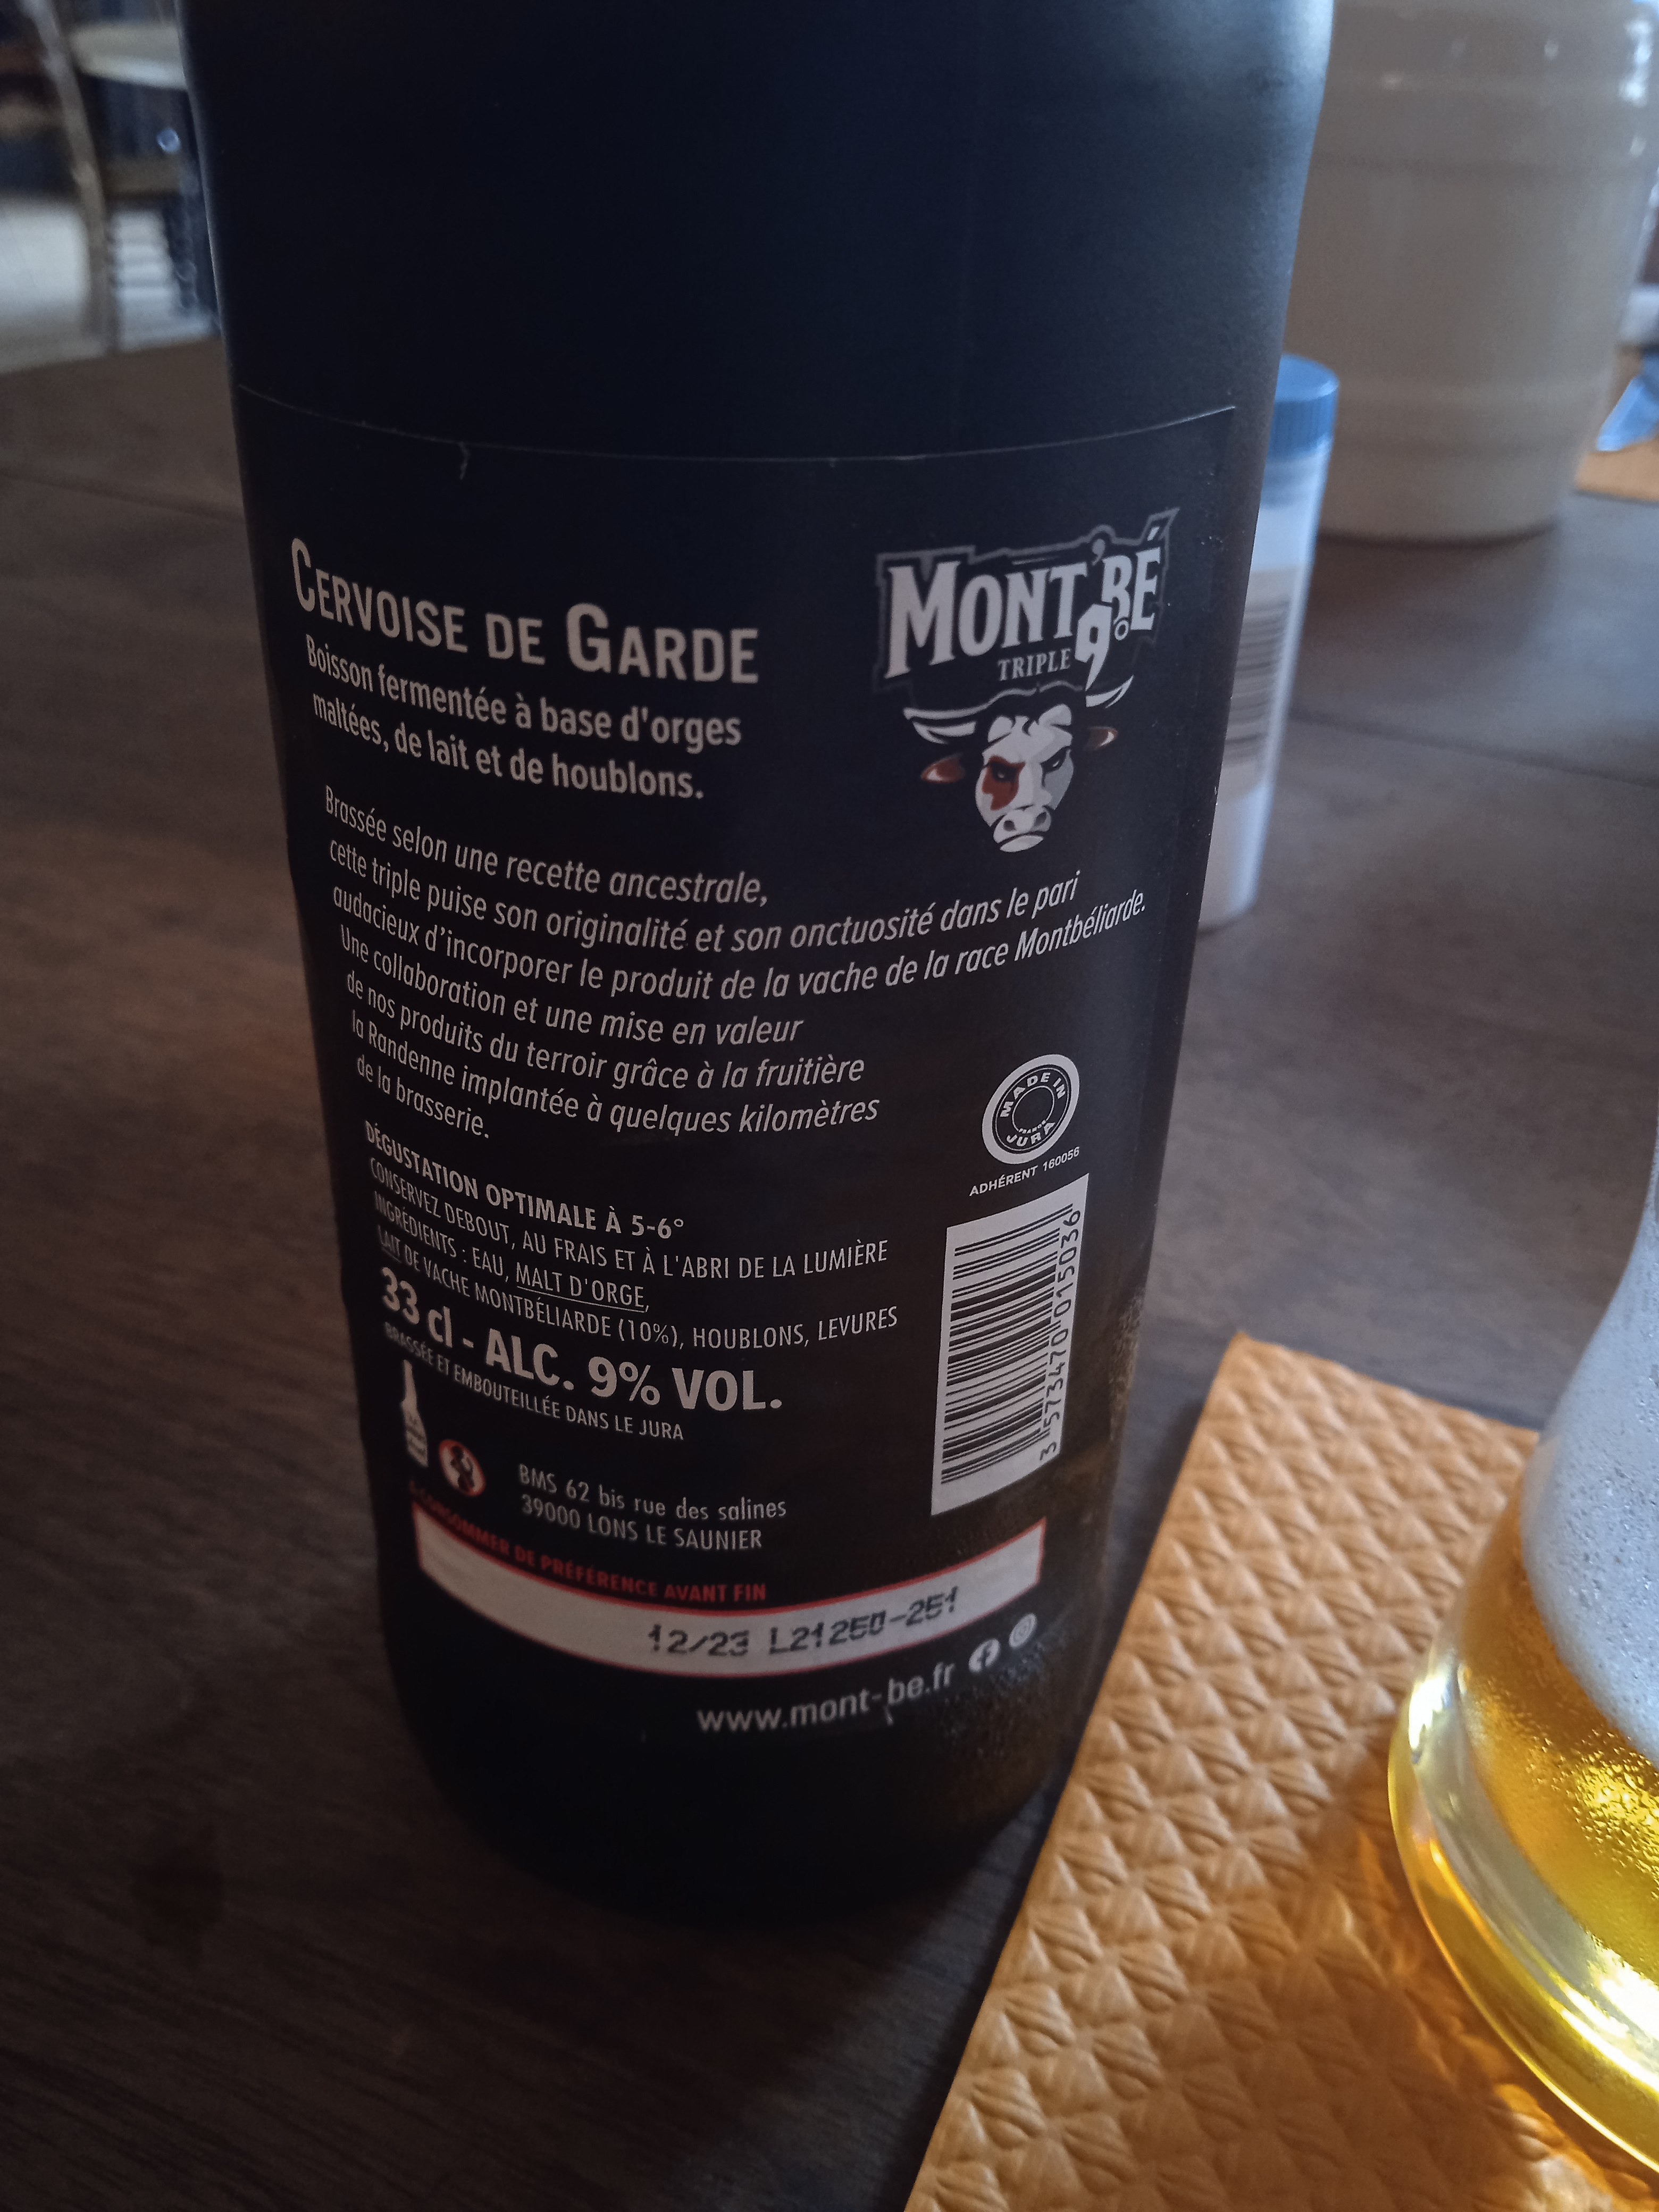 CERVOISE DE GARDE
Boisson fermentée à base d'orges
maltées, de lait et de houblons.
MONT'BÉ
TRIPLE 9°
Brassée selon une recette ancestrale,
cette triple puise son originalité et son onctuosité dans le pari
audacieux d'incorporer le produit de la vache de la race Montbéliarde.
Une collaboration et une mise en valeur
de nos produits du terroir grâce à la fruitière
la Randenne implantée à quelques kilomètres
de la brasserie.
MADE IN
FRANCE
JURA
ADHÉRENT 160056
DÉGUSTATION OPTIMALE À 5-6°
CONSERVEZ DEBOUT, AU FRAIS ET À L'ABRI DE LA LUMIÈRE
INGRÉDIENTS : EAU, MALT D'ORGE,
LAIT DE VACHE MONTBÉLIARDE (10%), HOUBLONS, LEVURES
33 cl - ALC. 9% VOL.
BRASSÉE ET EMBOUTEILLÉE DANS LE JURA
3 573470 015036
BMS 62 bis rue des salines
39000 LONS LE SAUNIER
À CONSOMMER DE PRÉFÉRENCE AVANT FIN
12/23 L21250-251
www.mont-be.fr